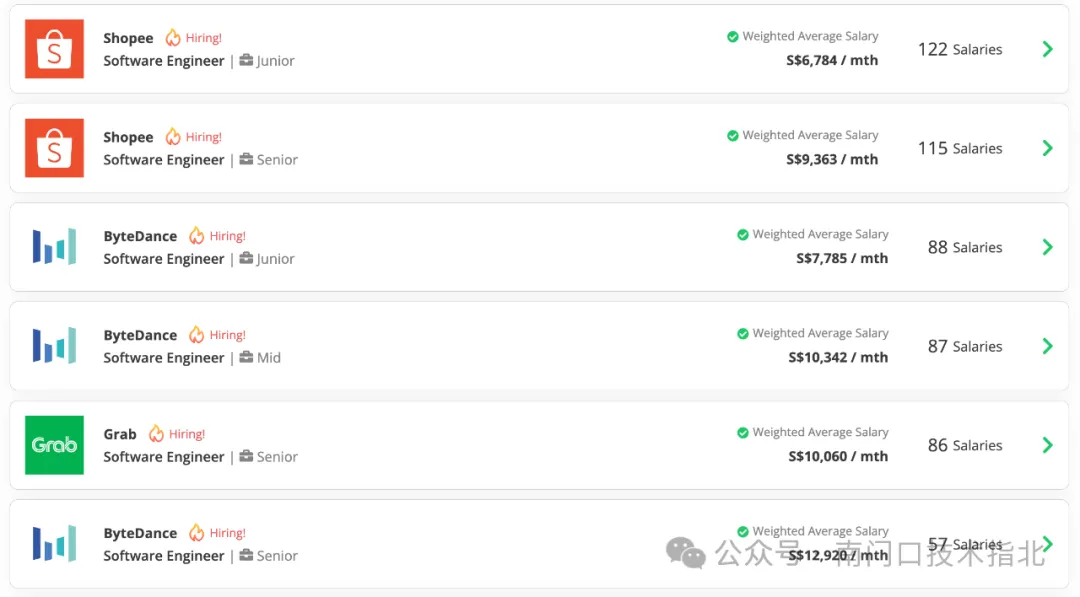 Shopee Hiring!
Software Engineer | Junior
Weighted Average Salary
S$6,784 / mth
122 Salaries
Shopee Hiring!
Software Engineer | Senior
Weighted Average Salary
S$9,363 / mth
115 Salaries
ByteDance Hiring!
Software Engineer | Junior
Weighted Average Salary
S$7,785 / mth
88 Salaries
ByteDance Hiring!
Software Engineer | Mid
Weighted Average Salary
S$10,342 / mth
87 Salaries
Grab
Grab Hiring!
Software Engineer | Senior
Weighted Average Salary
S$10,060 / mth
86 Salaries
ByteDance Hiring!
Software Engineer | Senior
Weighted Average Salary
S$12,920 / mth
57 Salaries
公众号 · 南门口技术指北